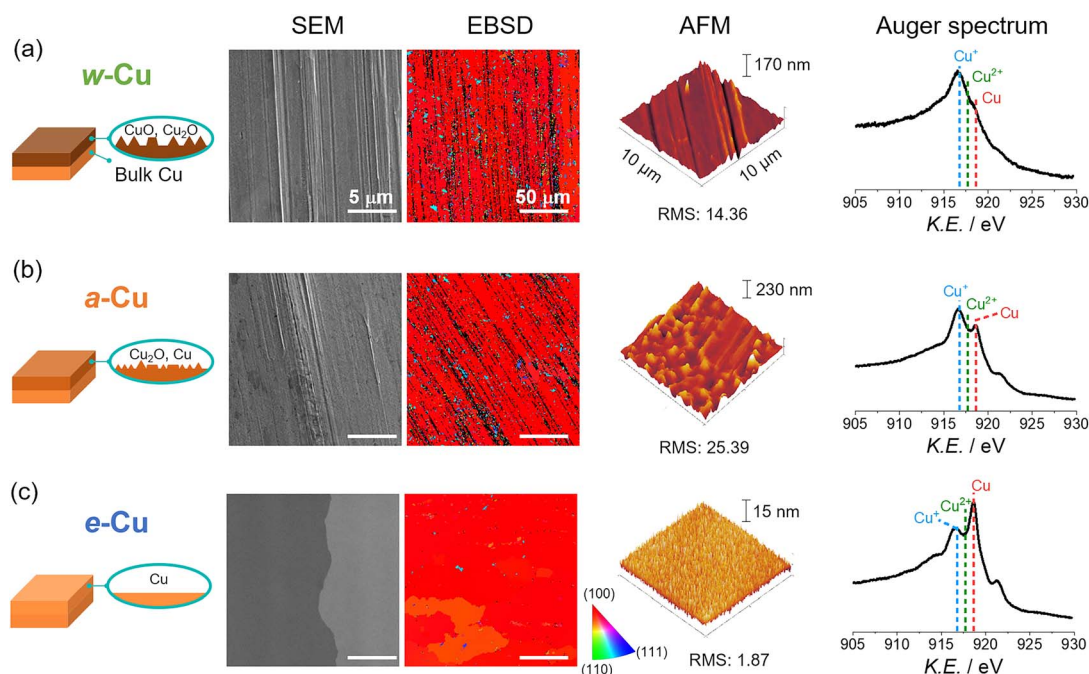 SEM EBSD AFM Auger spectrum
(a)
w-Cu
CuO, Cu₂O
Bulk Cu
5 μm
50 μm
170 nm
10 μm
10 μm
RMS: 14.36
Cu⁺
Cu²⁺
Cu
905 910 915 920 925 930
K.E. / eV
(b)
a-Cu
Cu₂O, Cu
230 nm
RMS: 25.39
Cu⁺
Cu²⁺
Cu
905 910 915 920 925 930
K.E. / eV
(c)
e-Cu
Cu
(100)
(111)
(110)
15 nm
RMS: 1.87
Cu
Cu²⁺
Cu⁺
905 910 915 920 925 930
K.E. / eV